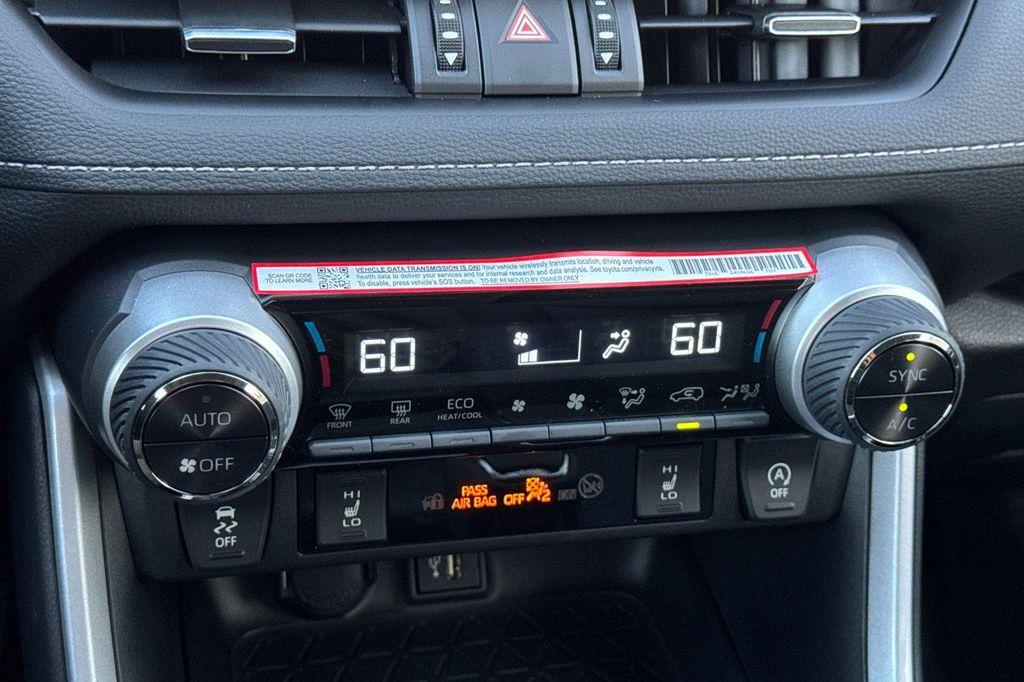 SCAN OR CODE
TO LEARN MORE
VEHICLE DATA TRANSMISSION IS ON! Your vehicle wirelessly transmits location, driving and vehicle
health data to deliver your services and for internal research and data analysis. See toyota.com/privacyvts.
To disable, press vehicle's SOS button. TO BE REMOVED BY OWNER ONLY
60
60
FRONT
REAR
ECO
HEAT/COOL
AUTO
OFF
SYNC
A/C
HI
LO
PASS
AIR BAG OFF 2
HI
LO
A
OFF
OFF